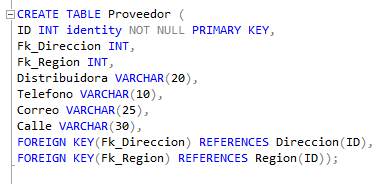 CREATE TABLE Proveedor (
ID INT identity NOT NULL PRIMARY KEY,
Fk_Direccion INT,
Fk_Region INT,
Distribuidora VARCHAR(20),
Telefono VARCHAR(10),
Correo VARCHAR(25),
Calle VARCHAR(30),
FOREIGN KEY(Fk_Direccion) REFERENCES Direccion(ID),
FOREIGN KEY(Fk_Region) REFERENCES Region(ID));